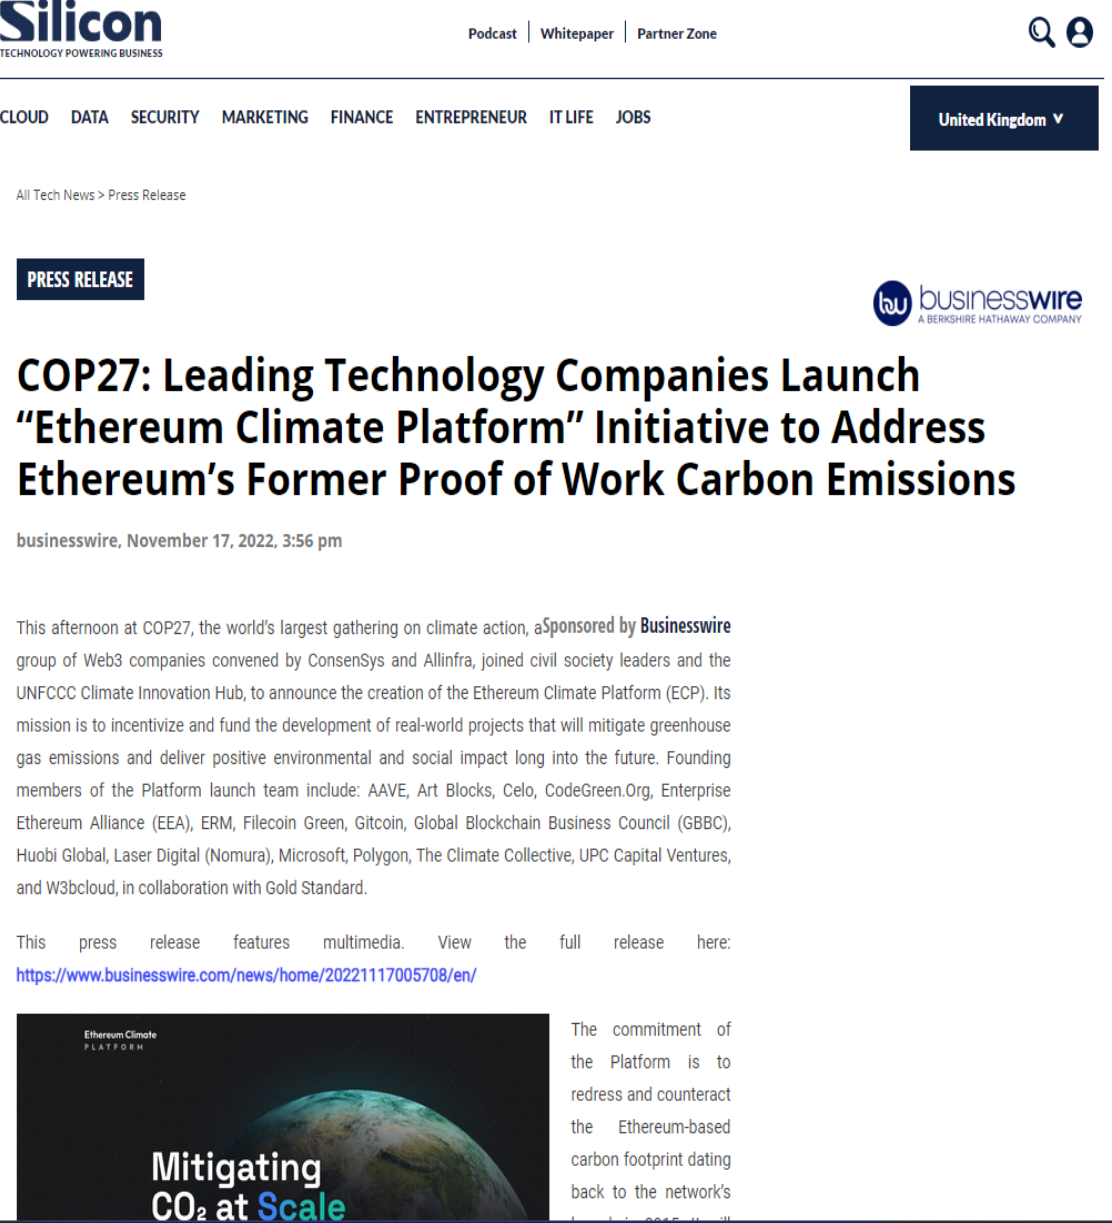 Silicon
TECHNOLOGY POWERING BUSINESS
Podcast
Whitepaper
Partner Zone
CLOUD DATA SECURITY MARKETING FINANCE ENTREPRENEUR IT LIFE JOBS
United Kingdom
All Tech News > Press Release
PRESS RELEASE
businesswire
A BERKSHIRE HATHAWAY COMPANY
COP27: Leading Technology Companies Launch
“Ethereum Climate Platform” Initiative to Address
Ethereum’s Former Proof of Work Carbon Emissions
businesswire, November 17, 2022, 3:56 pm
This afternoon at COP27, the world’s largest gathering on climate action, a
Sponsored by Businesswire
group of Web3 companies convened by ConsenSys and Allinfra, joined civil society leaders and the
UNFCCC Climate Innovation Hub, to announce the creation of the Ethereum Climate Platform (ECP). Its
mission is to incentivize and fund the development of real-world projects that will mitigate greenhouse
gas emissions and deliver positive environmental and social impact long into the future. Founding
members of the Platform launch team include: AAVE, Art Blocks, Celo, CodeGreen.Org, Enterprise
Ethereum Alliance (EEA), ERM, Filecoin Green, Gitcoin, Global Blockchain Business Council (GBBC),
Huobi Global, Laser Digital (Nomura), Microsoft, Polygon, The Climate Collective, UPC Capital Ventures,
and W3bcloud, in collaboration with Gold Standard.
This press release features multimedia. View the full release here:
https://www.businesswire.com/news/home/20221117005708/en/
Ethereum Climate
PLATFORM
Mitigating
CO₂ at Scale
The commitment of
the Platform is to
redress and counteract
the Ethereum-based
carbon footprint dating
back to the network’s